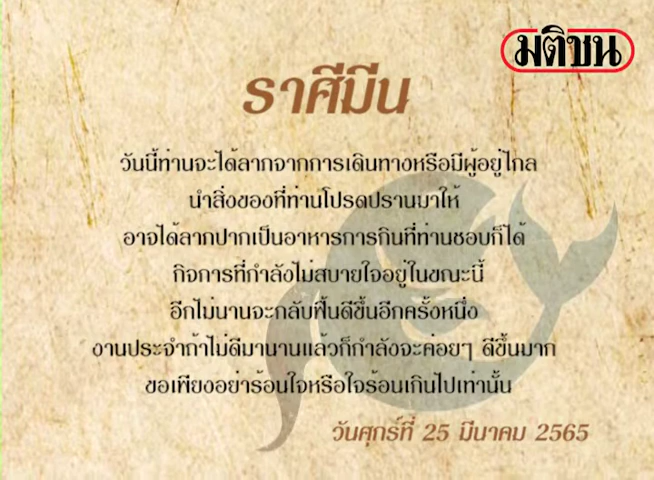 มติชน
ราศีมีน
วันนี้ท่านจะได้ลาภจากการเดินทางหรือมีผู้อยู่ไกล
นำสิ่งของที่ท่านโปรดปรานมาให้
อาจได้ลาภปากเป็นอาหารการกินที่ท่านชอบก็ได้
กิจการที่กำลังไม่สบายใจอยู่ในขณะนี้
อีกไม่นานจะกลับฟื้นดีขึ้นอีกครั้งหนึ่ง
งานประจำถ้าไม่ดีมานานแล้วก็กำลังจะค่อยๆ ดีขึ้นมาก
ขอเพียงอย่าร้อนใจหรือใจร้อนเกินไปเท่านั้น
วันศุกร์ที่ 25 มีนาคม 2565